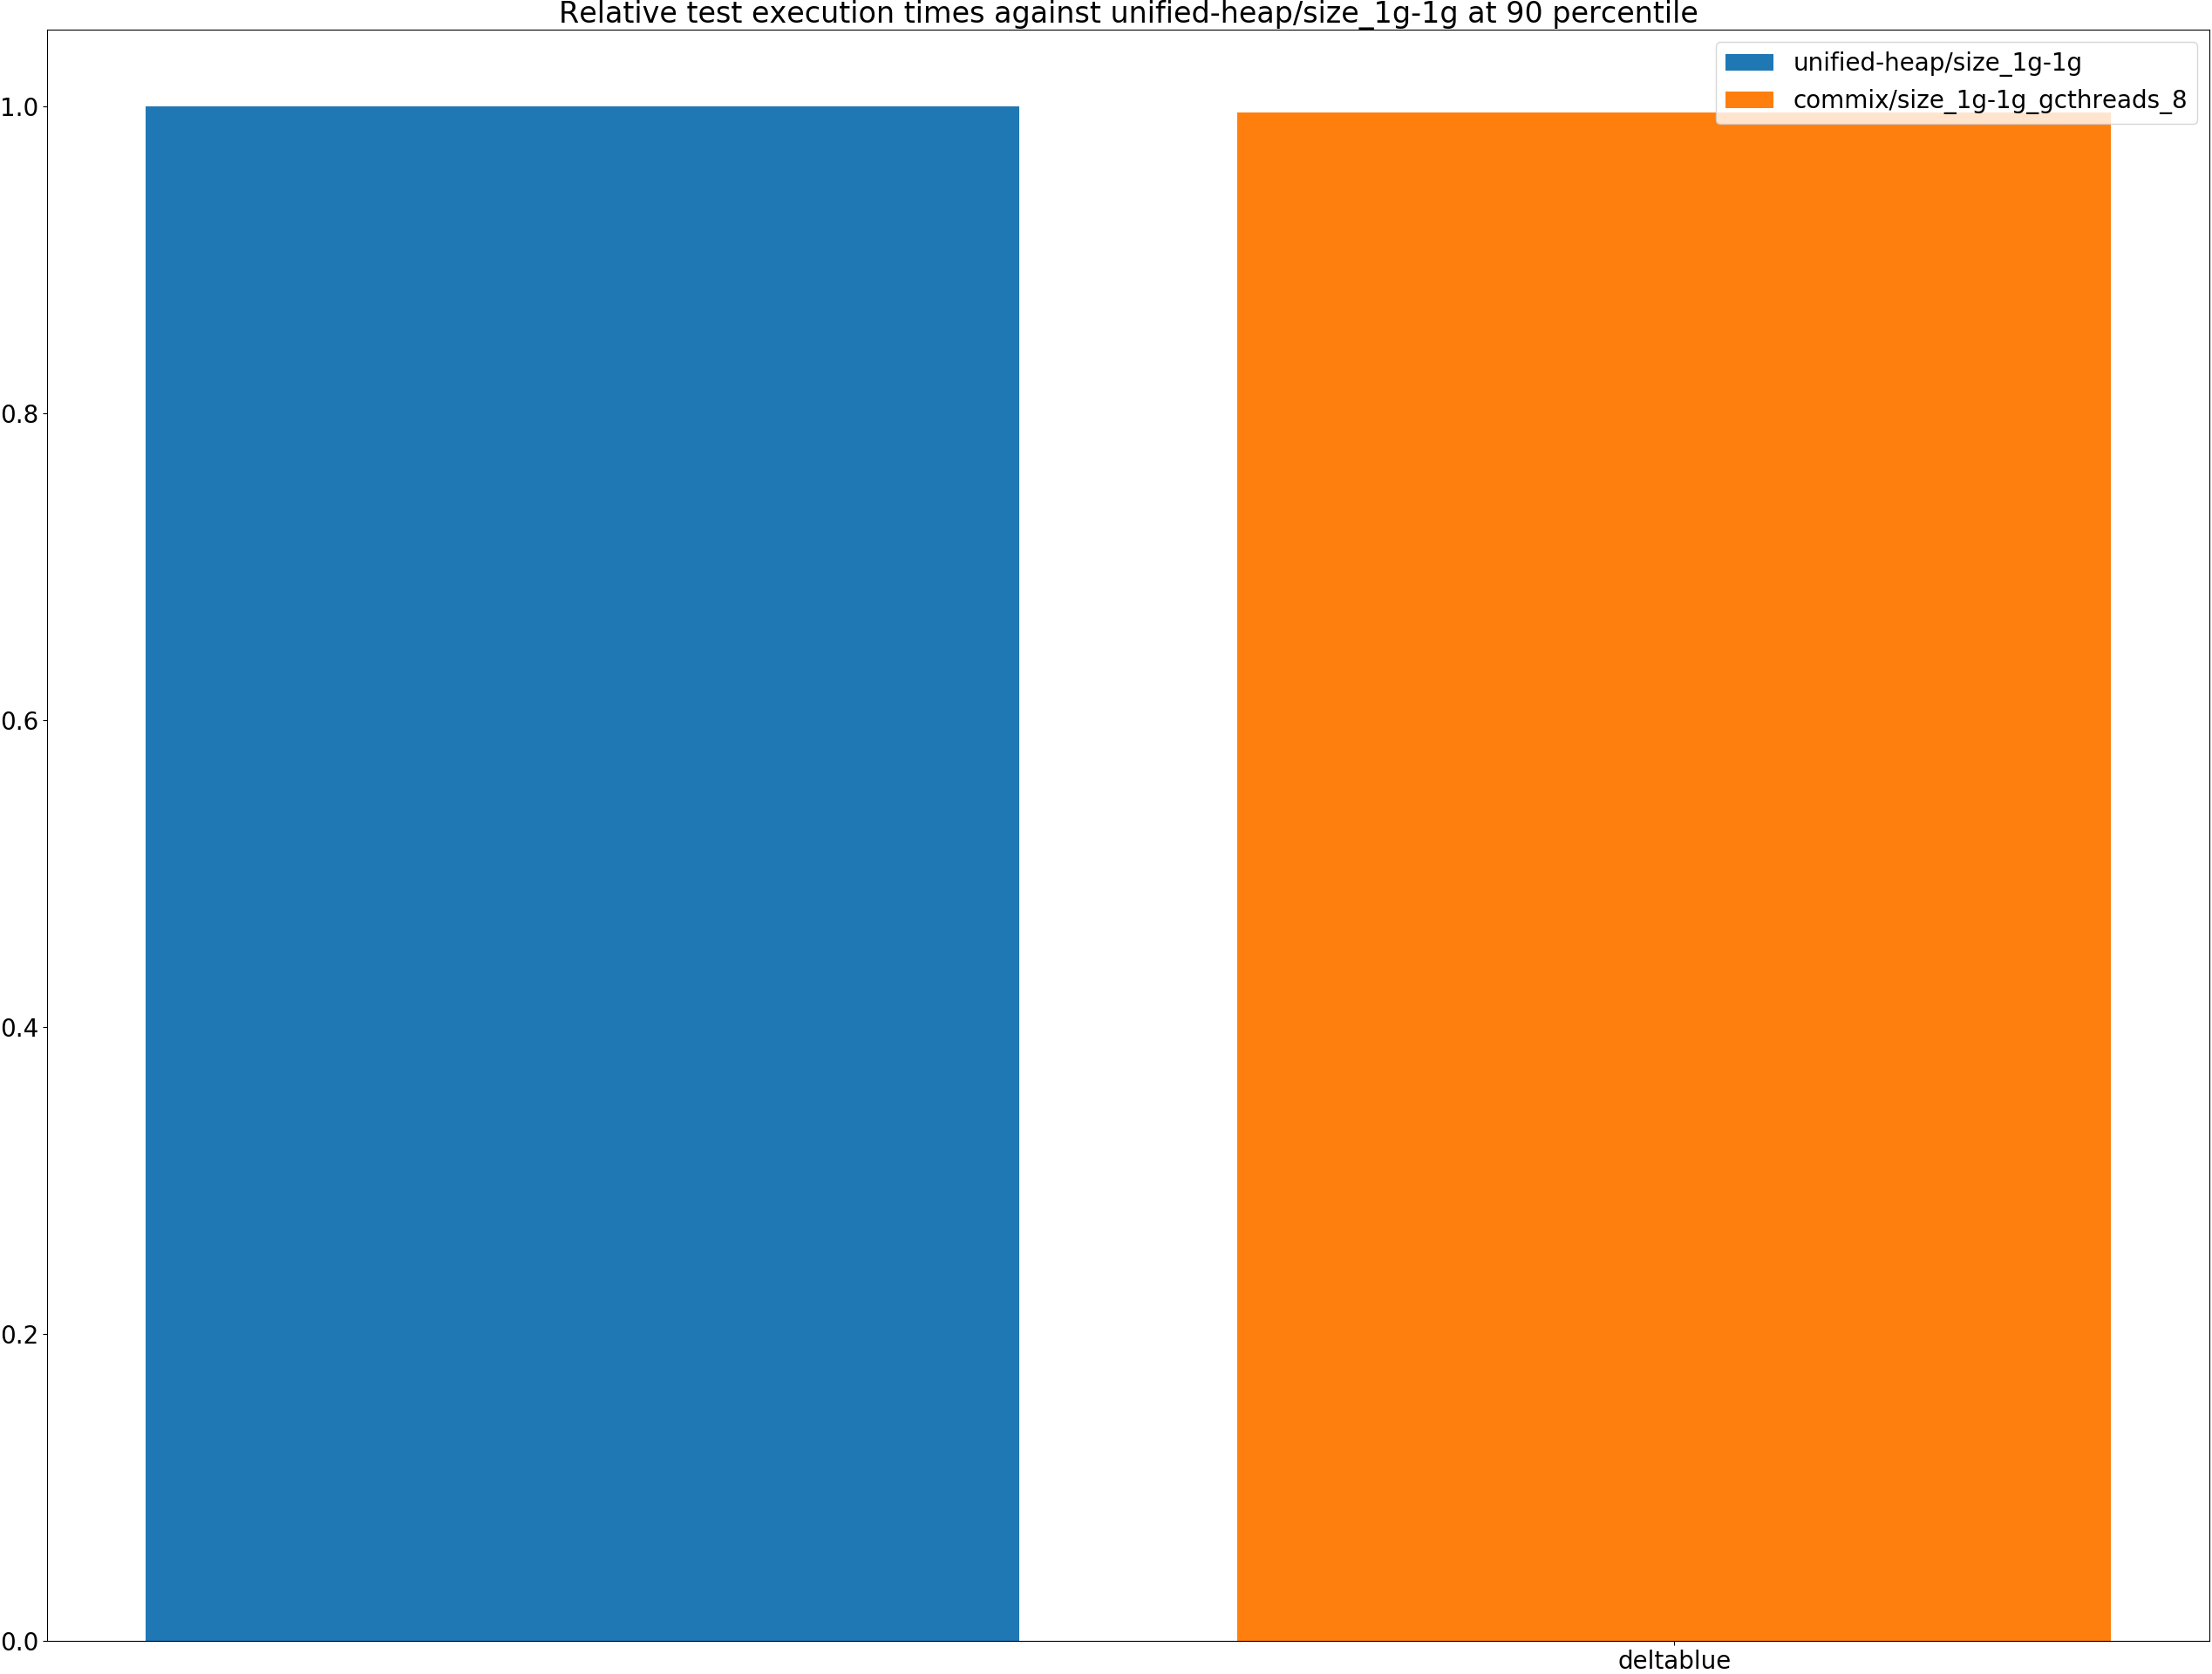 Relative test execution times against unified-heap/size_1g-1g at 90 percentile
unified-heap/size_1g-1g
commix/size_1g-1g_gcthreads_8
1.0
0.8
0.6
0.4
0.2
0.0
deltablue